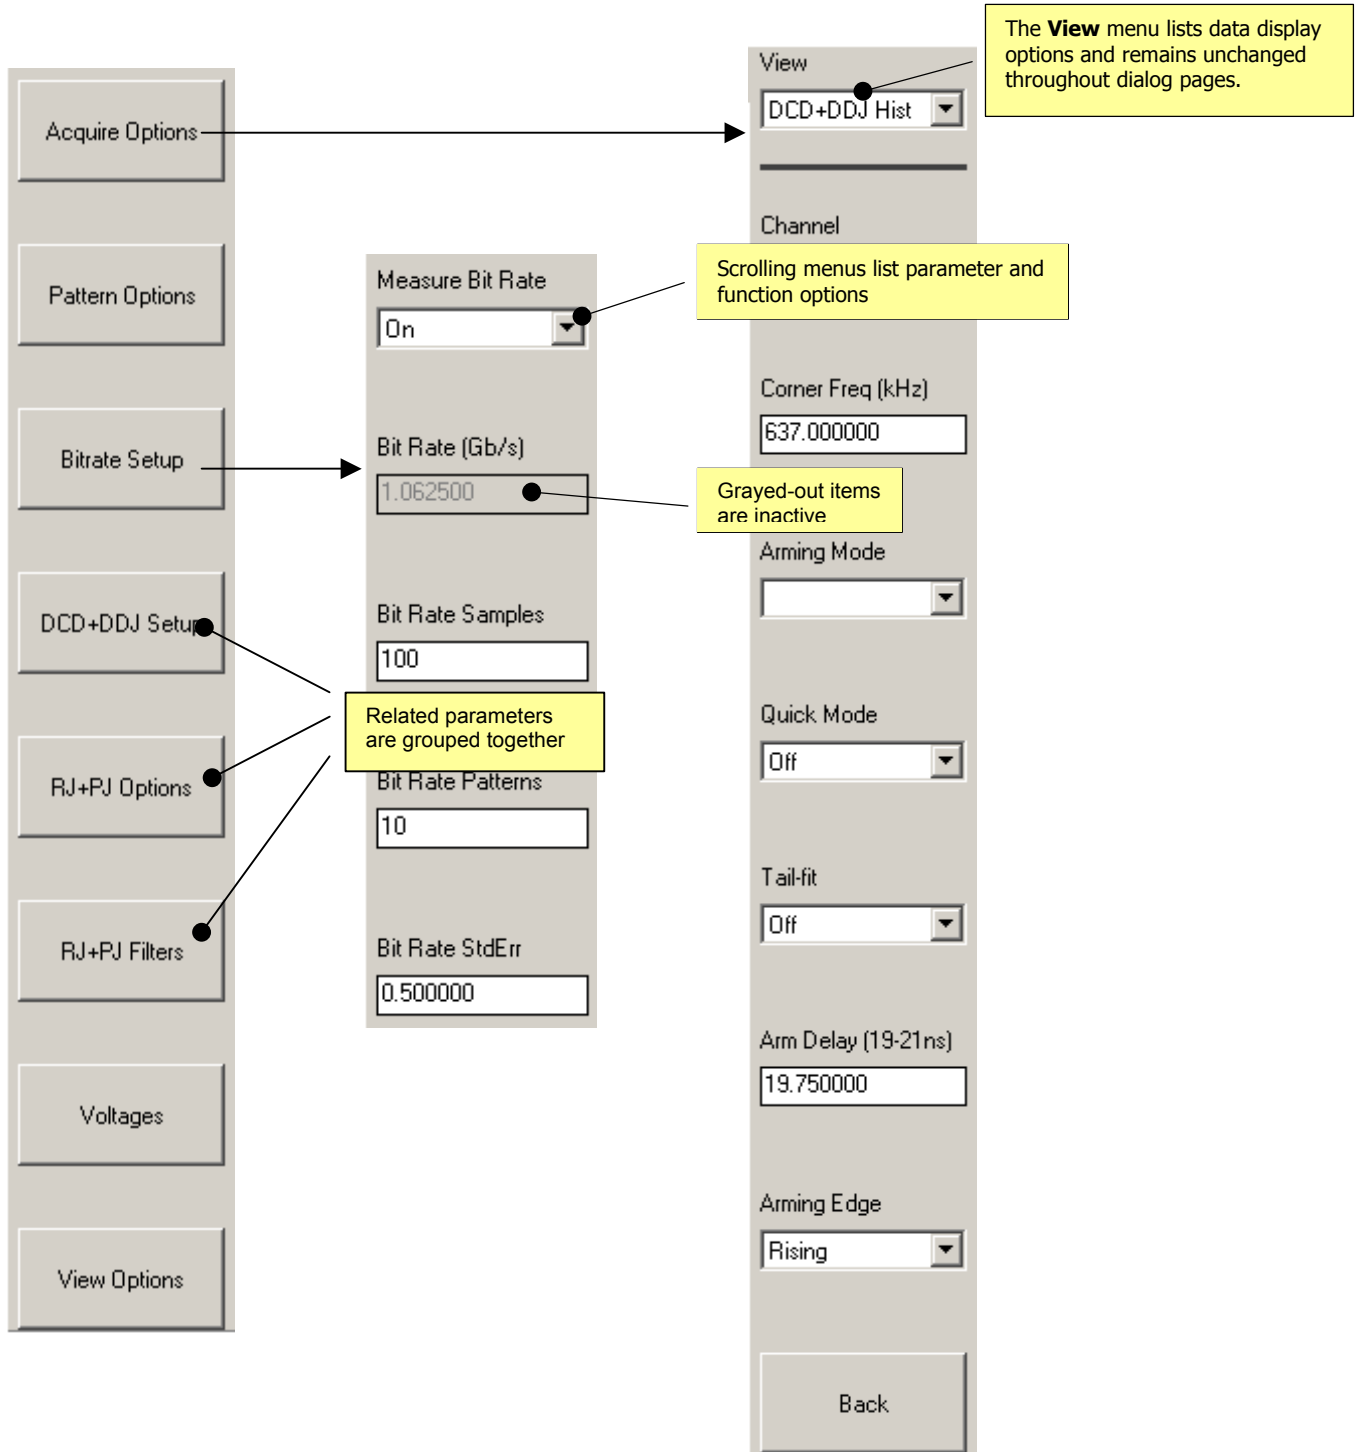 Acquire Options
Pattern Options
Bitrate Setup
DCD+DDJ Setup
RJ+PJ Options
RJ+PJ Filters
Voltages
View Options
Measure Bit Rate
On
Bit Rate (Gb/s)
1.062500
Bit Rate Samples
100
Related parameters
are grouped together
Bit Rate Patterns
10
Bit Rate StdErr
0.500000
The View menu lists data display
options and remains unchanged
throughout dialog pages.
View
DCD+DDJ Hist
Channel
Scrolling menus list parameter and
function options
Corner Freq (kHz)
637.000000
Grayed-out items
are inactive
Arming Mode
Quick Mode
Off
Tail-fit
Off
Arm Delay (19-21ns)
19.750000
Arming Edge
Rising
Back